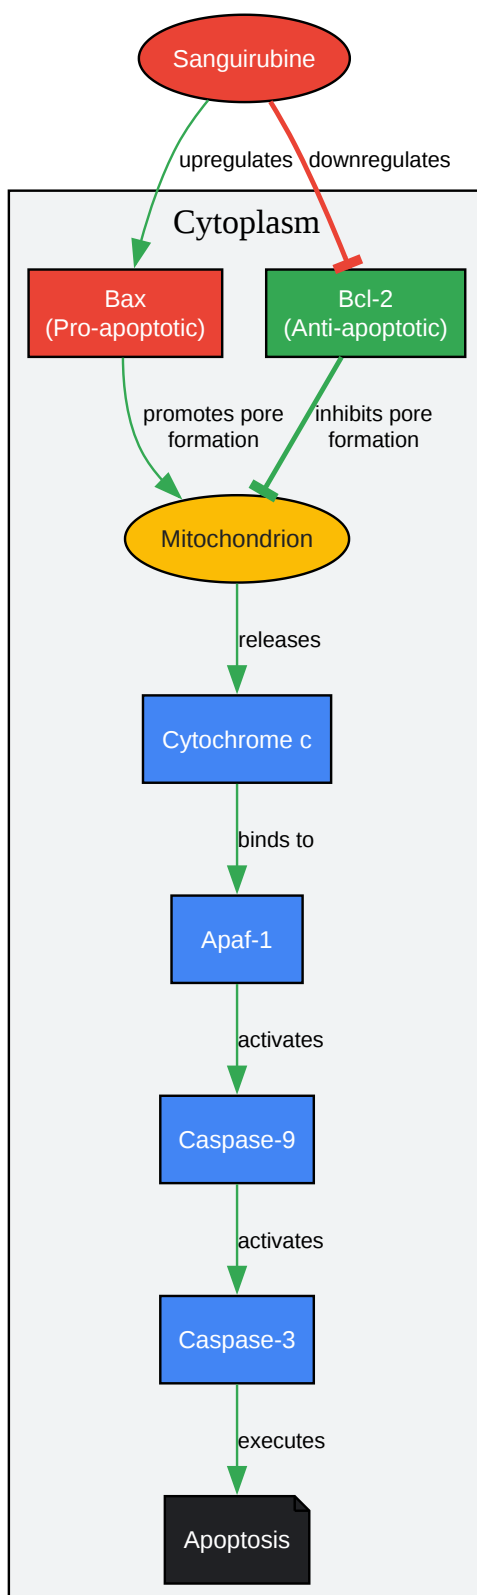 Sanguirubine
upregulates
downregulates
Cytoplasm
Bax
(Pro-apoptotic)
Bcl-2
(Anti-apoptotic)
promotes pore
formation
inhibits pore
formation
Mitochondrion
releases
Cytochrome c
binds to
Apaf-1
activates
Caspase-9
activates
Caspase-3
executes
Apoptosis